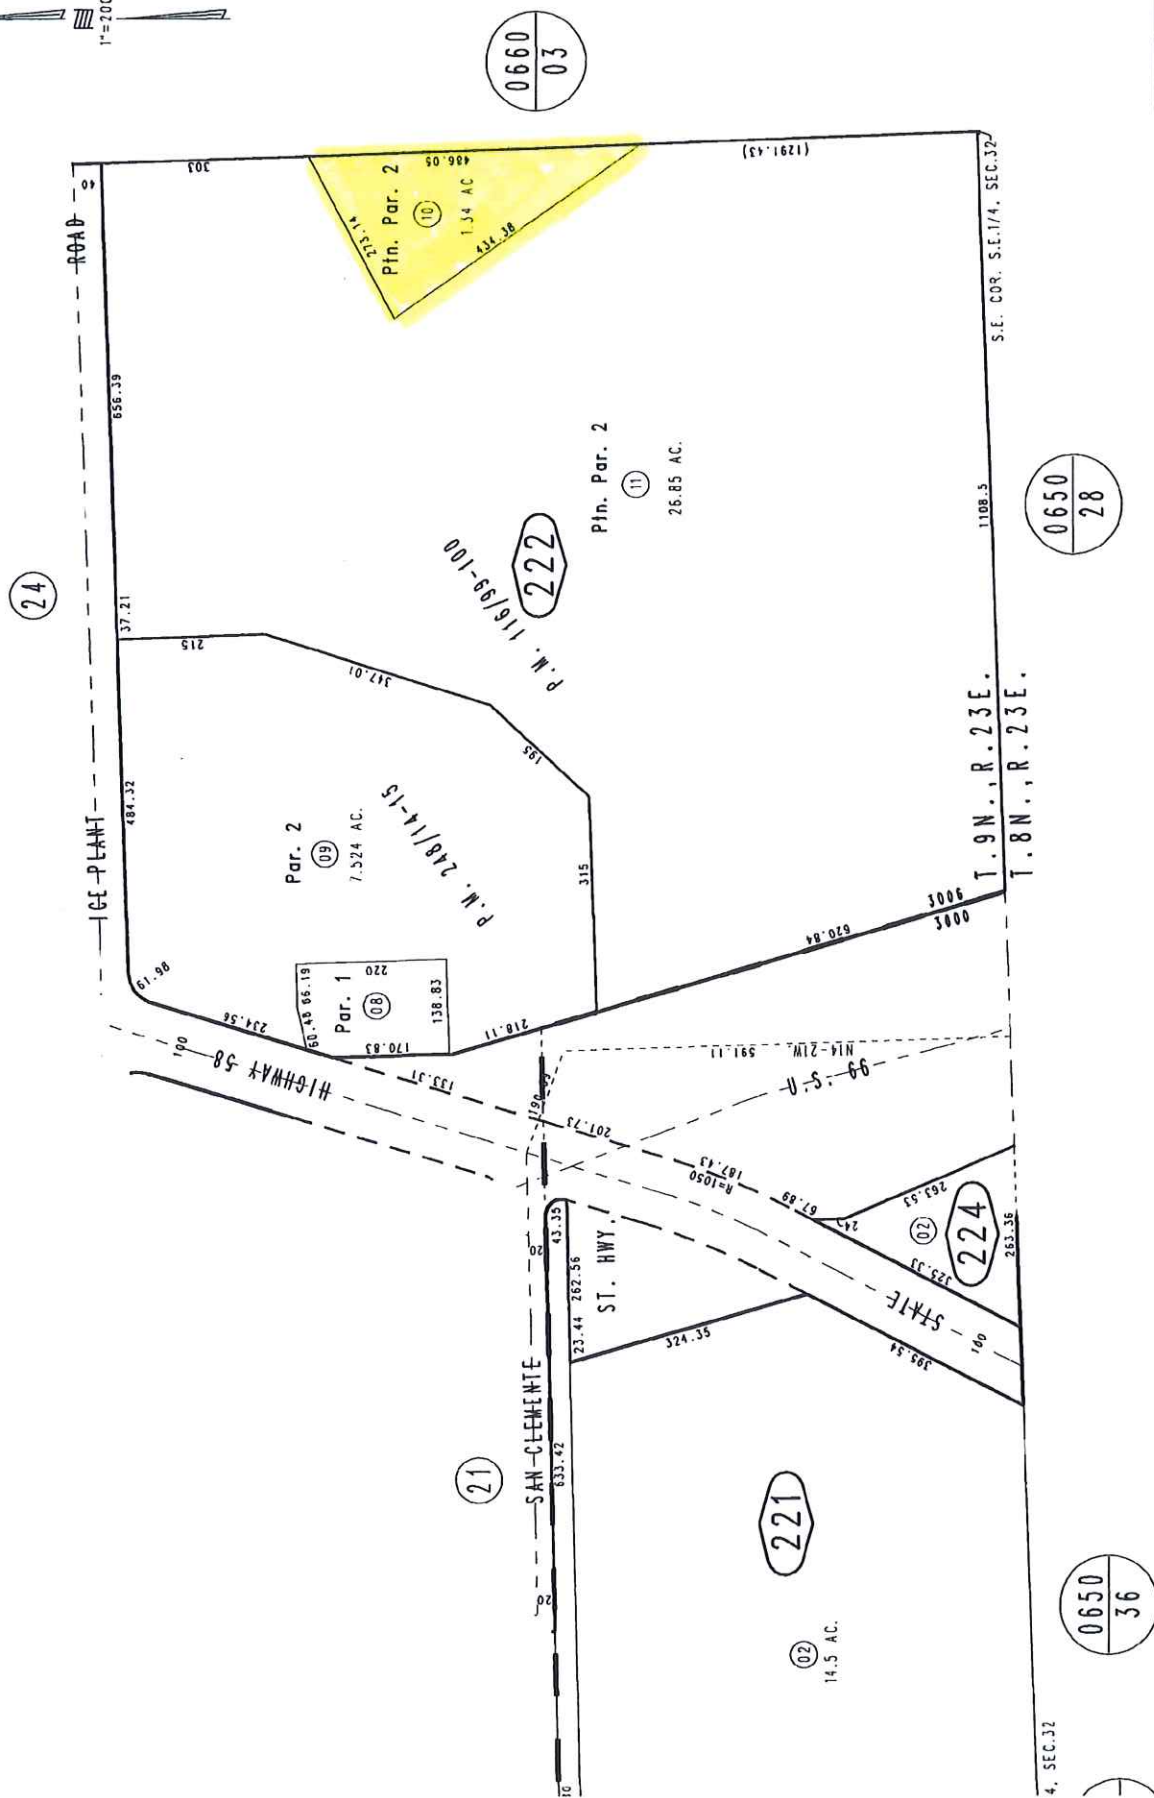 1"=200
0660
03
40
ROAD
303
656.39
273.14
Ptn. Par. 2
10
1.34 AC
486.05
434.38
(1291.43)
S.E. COR. S.E.1/4, SEC.32
24
37.21
215
347.01
195
315
484.32
ICE PLANT
Ptn. Par. 2
11
26.85 AC.
222
P.M. 116/99-100
1108.5
0650
28
T.9N.,R.23E.
T.8N.,R.23E.
Par. 2
09
7.524 AC.
P.M. 248/14-15
61.98
234.56
100
HIGHWAY 58
60.48
66.19
220
Par. 1
08
138.83
170.83
218.11
620.84
3006
3000
133.31
201.73
187.43
R=1050
67.89
N14-21W 591.11
U.S. 66
24
263.53
02
224
325.33
263.36
STATE
100
395.54
20
43.35
23.44
262.56
ST. HWY.
324.35
SAN CLEMENTE
633.42
20
21
221
02
14.5 AC.
0650
36
4, SEC.32